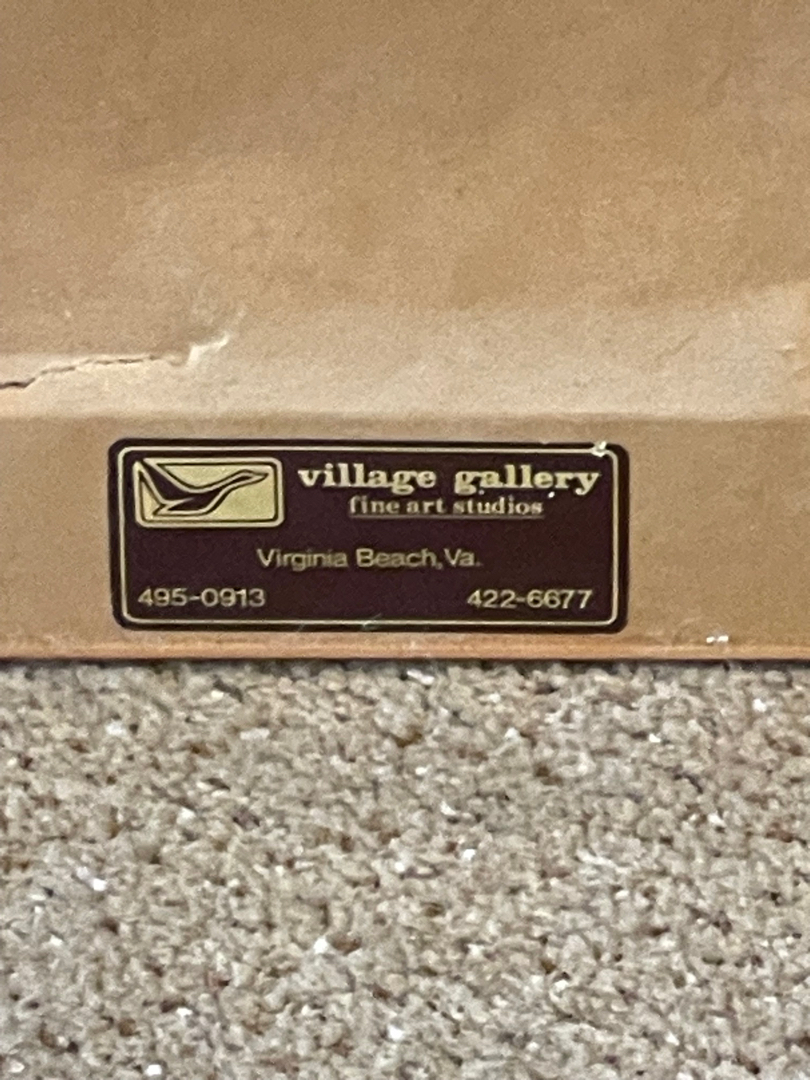 village gallery
fine art studios
Virginia Beach,Va.
495-0913 422-6677